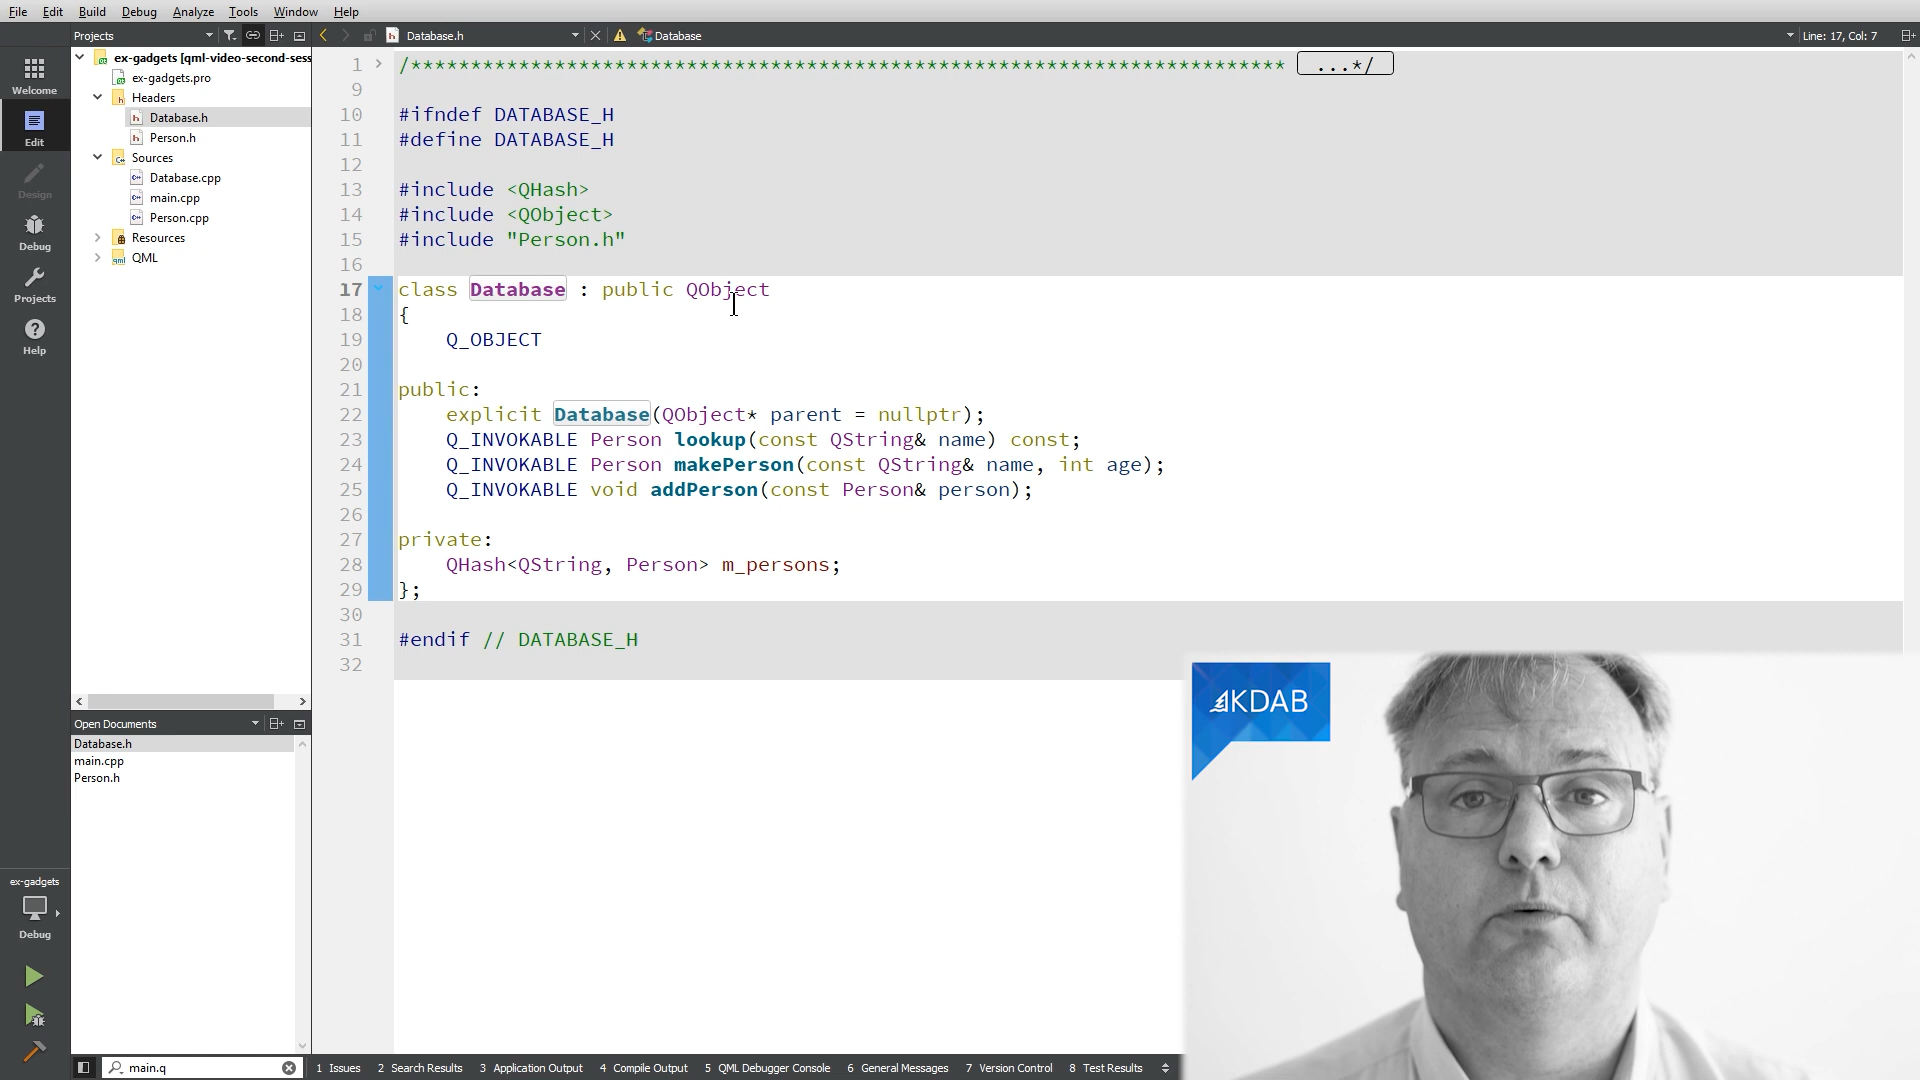 File Edit Build Debug Analyze Tools Window Help
Projects
Database.h
Database
Line: 17, Col: 7
Welcome
Edit
Design
Debug
Projects
Help
ex-gadgets [qml-video-second-sess
ex-gadgets.pro
Headers
Database.h
Person.h
Sources
Database.cpp
main.cpp
Person.cpp
Resources
QML
1 /************************************************************************* ...*/
9
10 #ifndef DATABASE_H
11 #define DATABASE_H
12
13 #include <QHash>
14 #include <QObject>
15 #include "Person.h"
16
17 class Database : public QObject
18 {
19 Q_OBJECT
20
21 public:
22 explicit Database(QObject* parent = nullptr);
23 Q_INVOKABLE Person lookup(const QString& name) const;
24 Q_INVOKABLE Person makePerson(const QString& name, int age);
25 Q_INVOKABLE void addPerson(const Person& person);
26
27 private:
28 QHash<QString, Person> m_persons;
29 };
30
31 #endif // DATABASE_H
32
Open Documents
Database.h
main.cpp
Person.h
ex-gadgets
Debug
KDAB
main.q
1 Issues 2 Search Results 3 Application Output 4 Compile Output 5 QML Debugger Console 6 General Messages 7 Version Control 8 Test Results